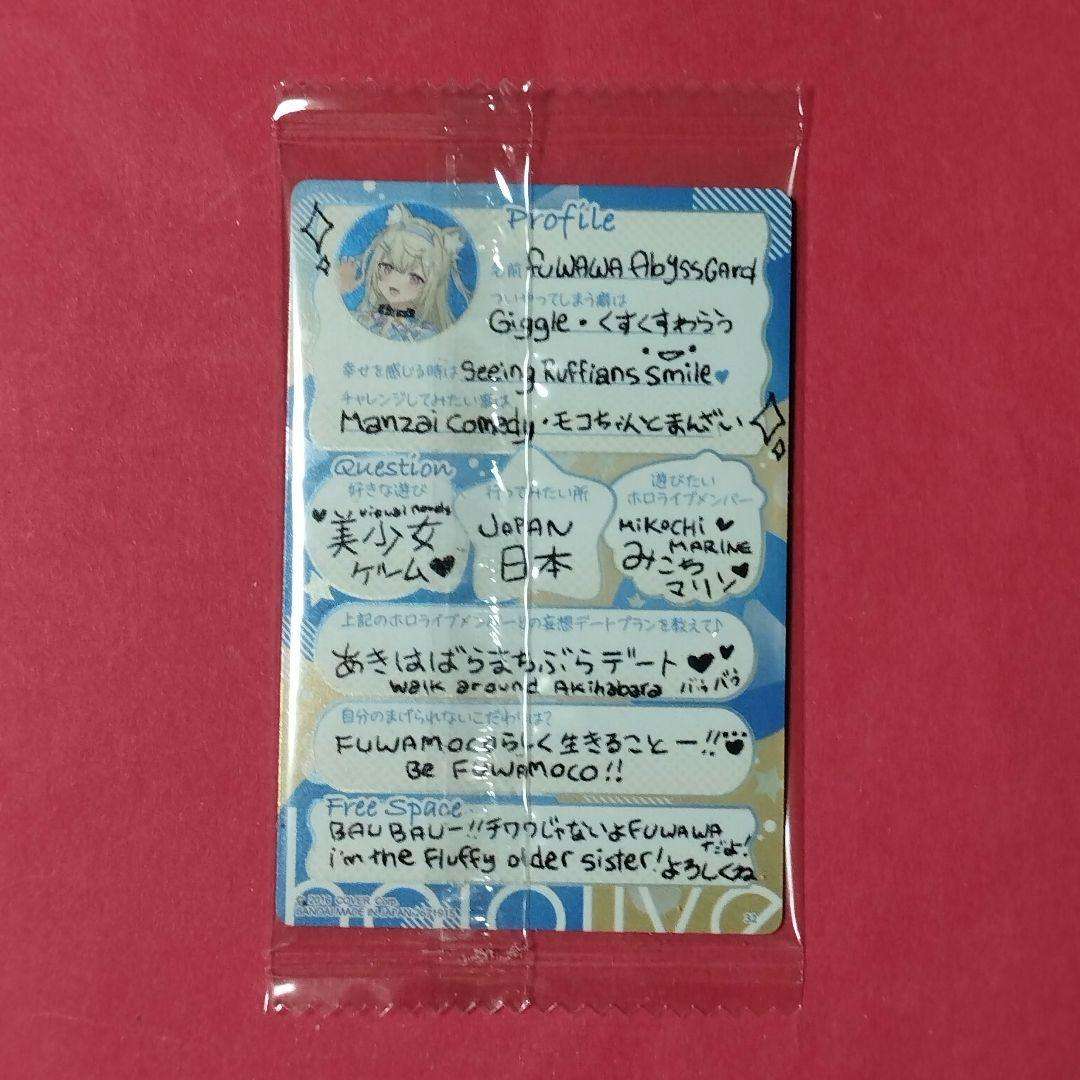 Profile
名前 FUWAWA AbyssGard
ついやってしまう癖は
Giggle・くすくすわらう
幸せを感じる時は Seeing Ruffians smile
チャレンジしてみたい事は
Manzai Comedy・モコちゃんとまんざい
Question
好きな遊び
visual novels
美少女
ゲーム
行ってみたい所
JAPAN
日本
遊びたい
ホロライブメンバー
MIKOCHI
MARINE
みこち
マリン
上記のホロライブメンバーとの妄想デートプランを教えて♪
あきはばらまちぶらデート
walk around Akihabara バウバウ
自分のまげられないこだわりは?
FUWAMOCOらしく生きることー!!
Be FUWAMOCO!!
Free Space
BAU BAUー!!チワワじゃないよFUWAWA
だよ!
i'm the Fluffy older sister!よろしくね
© 2016 COVER Corp.
BANDAI MADE IN JAPAN
hololive